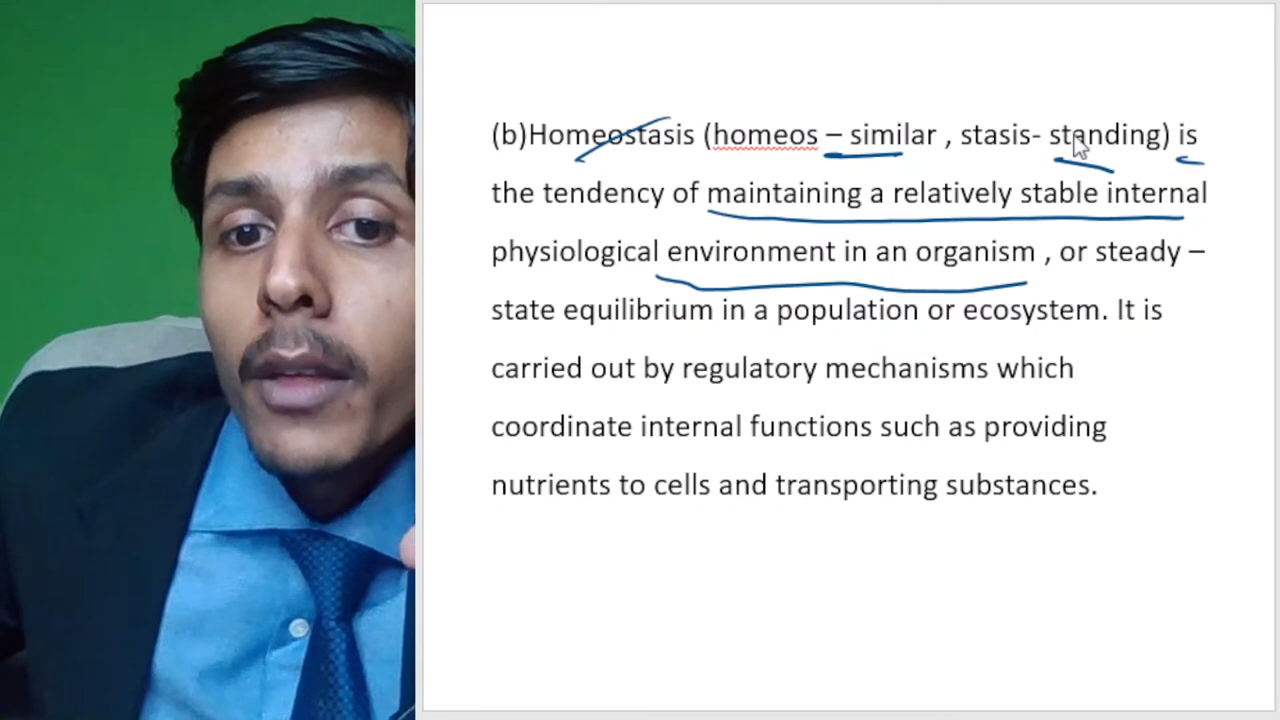 (b)Homeostasis (homeos – similar , stasis- standing) is
the tendency of maintaining a relatively stable internal
physiological environment in an organism , or steady –
state equilibrium in a population or ecosystem. It is
carried out by regulatory mechanisms which
coordinate internal functions such as providing
nutrients to cells and transporting substances.